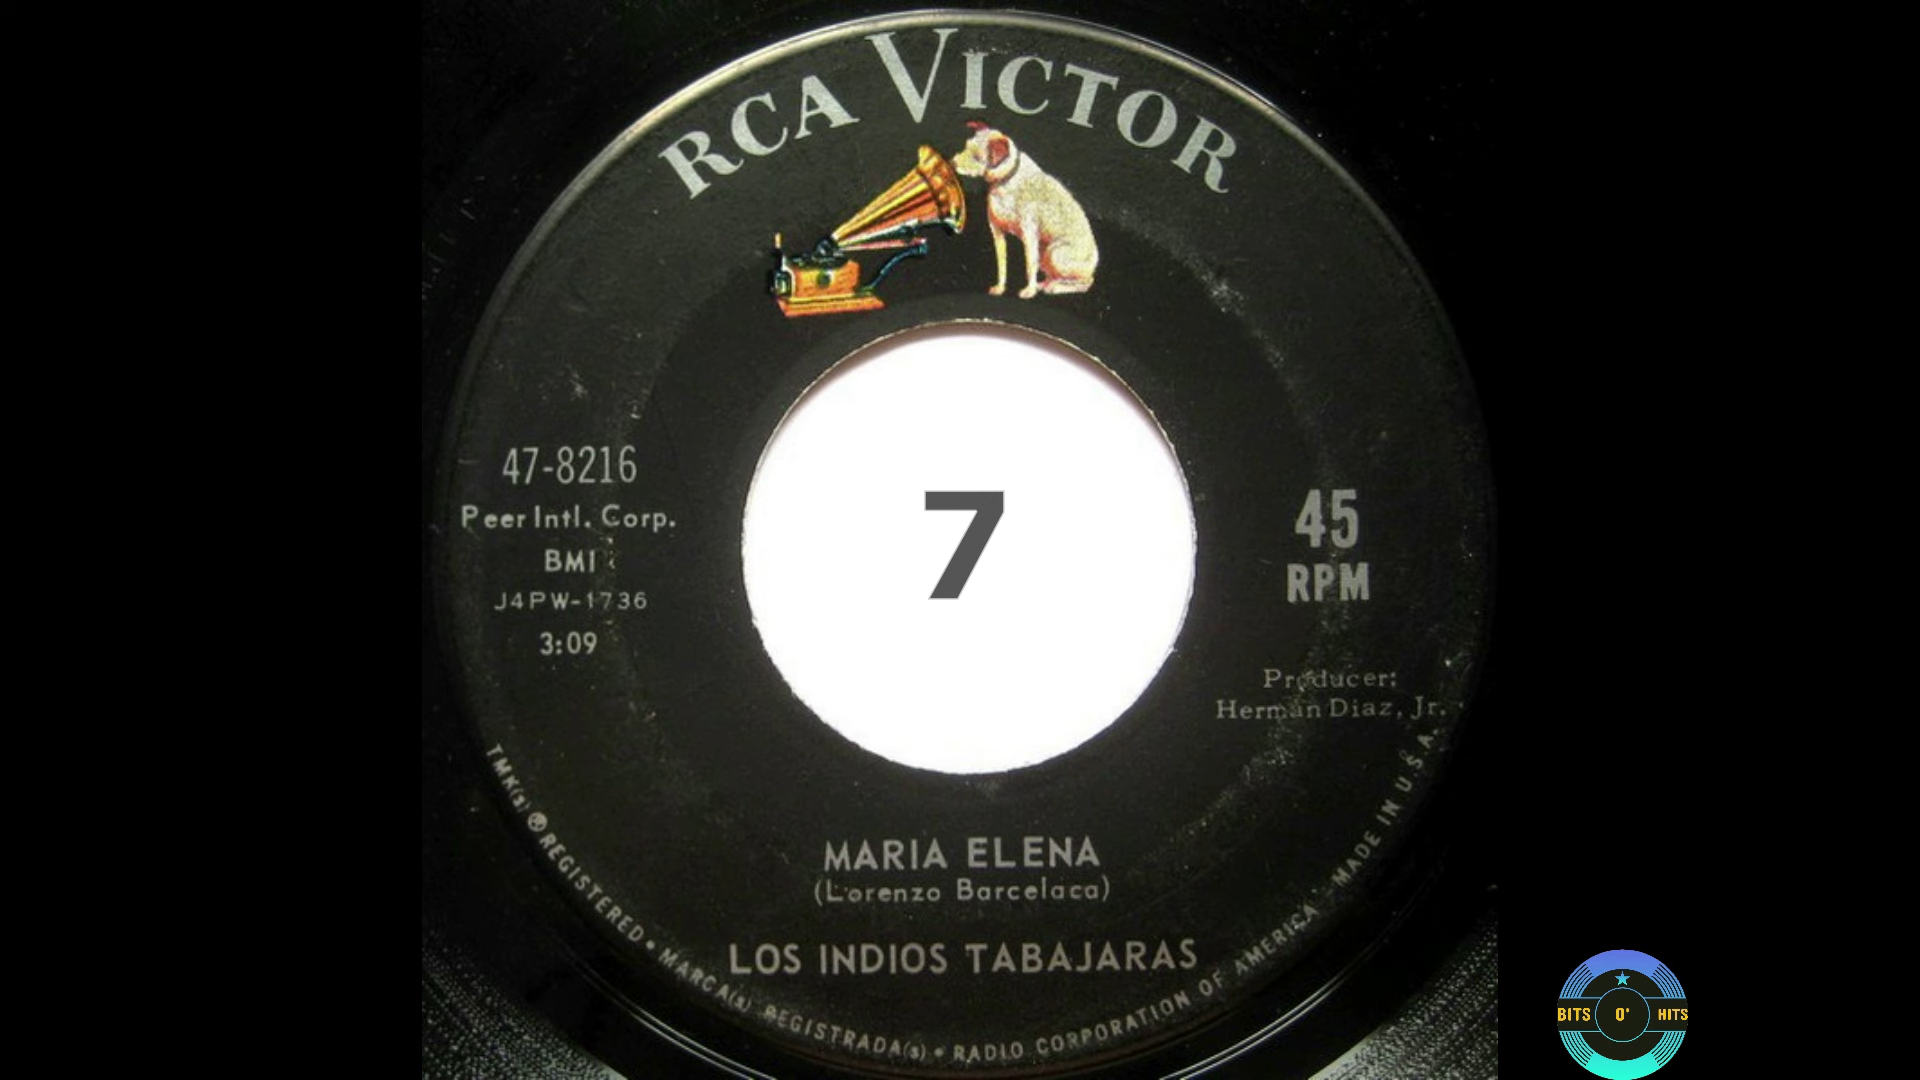 RCA VICTOR
47-8216
Peer Intl. Corp.
BMI
J4PW-1736
3:09
7
45
RPM
Producer:
Herman Diaz, Jr.
MARIA ELENA
(Lorenzo Barcelaca)
LOS INDIOS TABAJARAS
TMK(s) ® REGISTERED • MARCA(s) REGISTRADA(s) • RADIO CORPORATION OF AMERICA - MADE IN U.S.A.
BITS O' HITS